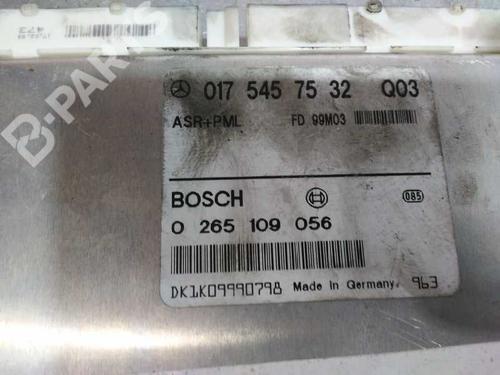 017 545 75 32 Q03
ASR+PML FD 99M03
BOSCH 085
0 265 109 056
DK1K09990798 Made in Germany. 963